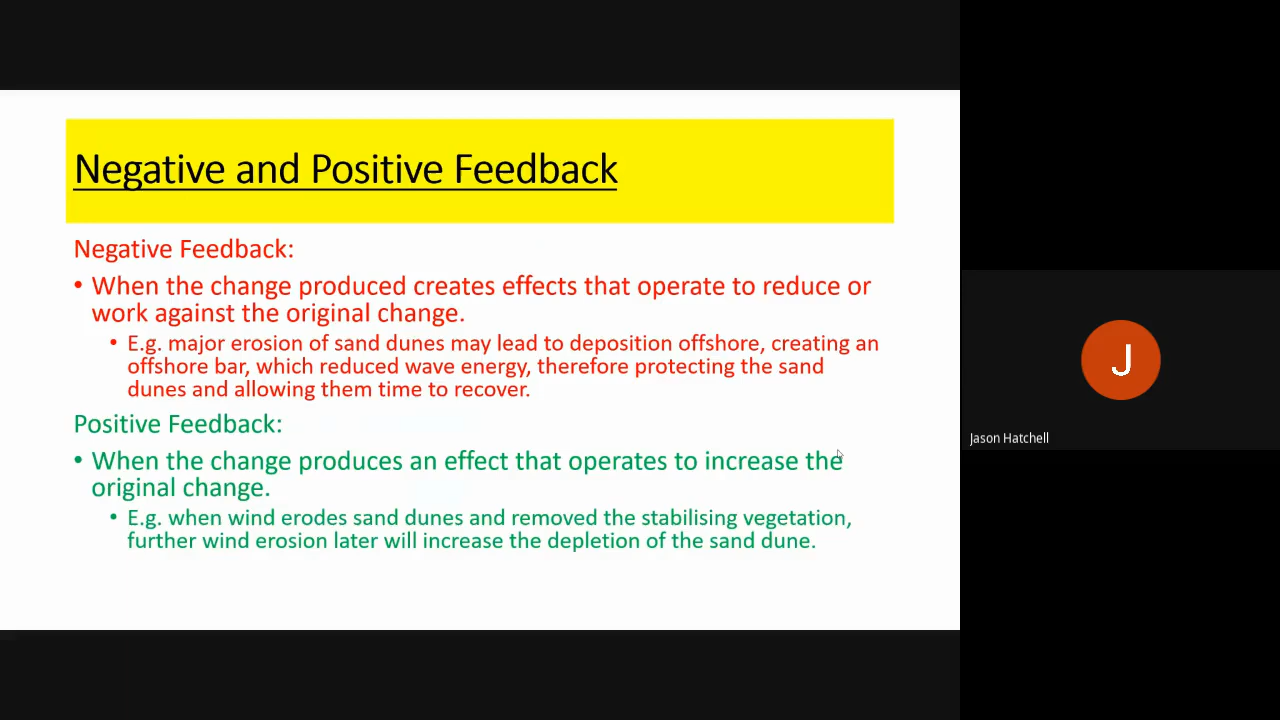 Negative and Positive Feedback
Negative Feedback:
• When the change produced creates effects that operate to reduce or
work against the original change.
• E.g. major erosion of sand dunes may lead to deposition offshore, creating an
offshore bar, which reduced wave energy, therefore protecting the sand
dunes and allowing them time to recover.
Positive Feedback:
• When the change produces an effect that operates to increase the
original change.
• E.g. when wind erodes sand dunes and removed the stabilising vegetation,
further wind erosion later will increase the depletion of the sand dune.
J
Jason Hatchell